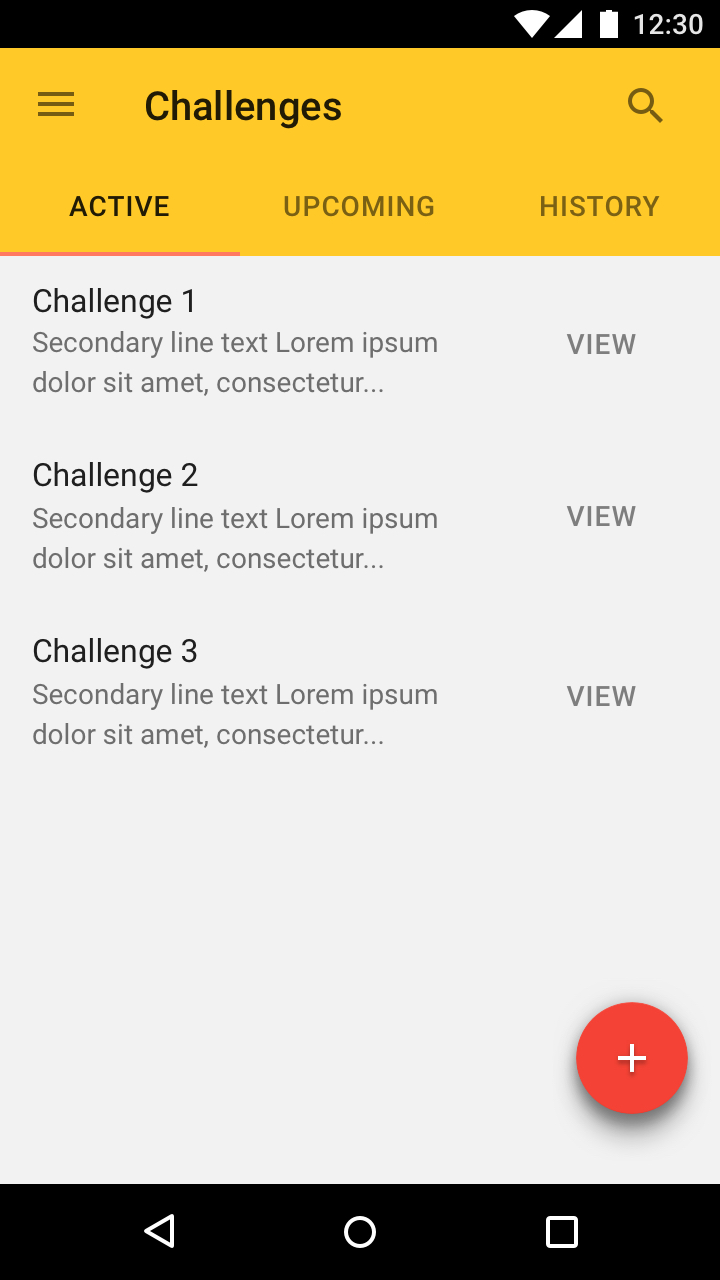 12:30
Challenges
ACTIVE UPCOMING HISTORY
Challenge 1
Secondary line text Lorem ipsum
dolor sit amet, consectetur...
VIEW
Challenge 2
Secondary line text Lorem ipsum
dolor sit amet, consectetur...
VIEW
Challenge 3
Secondary line text Lorem ipsum
dolor sit amet, consectetur...
VIEW